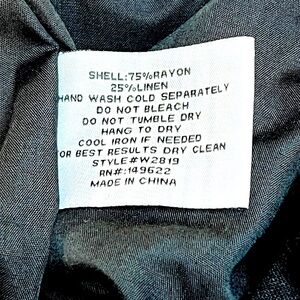 SHELL:75%RAYON
25%LINEN
HAND WASH COLD SEPARATELY
DO NOT BLEACH
DO NOT TUMBLE DRY
HANG TO DRY
COOL IRON IF NEEDED
FOR BEST RESULTS DRY CLEAN
STYLE#W2819
RN#:149622
MADE IN CHINA